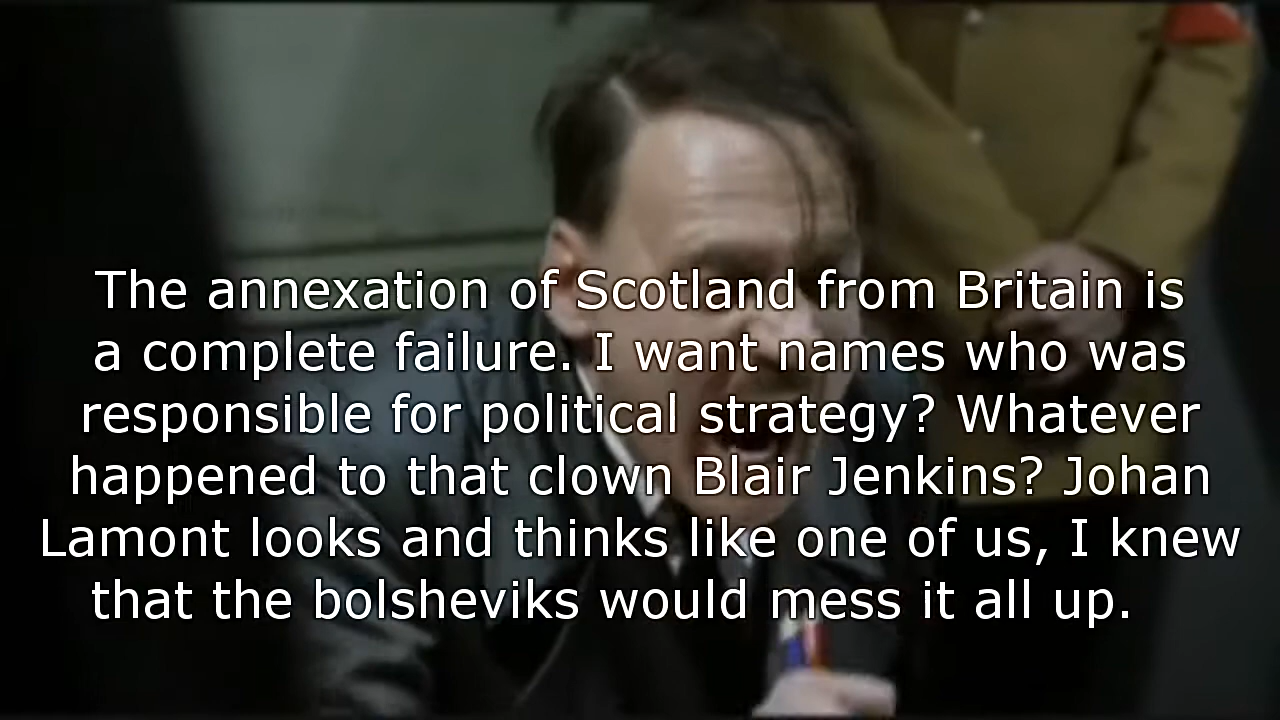 The annexation of Scotland from Britain is
a complete failure. I want names who was
responsible for political strategy? Whatever
happened to that clown Blair Jenkins? Johan
Lamont looks and thinks like one of us, I knew
that the bolsheviks would mess it all up.